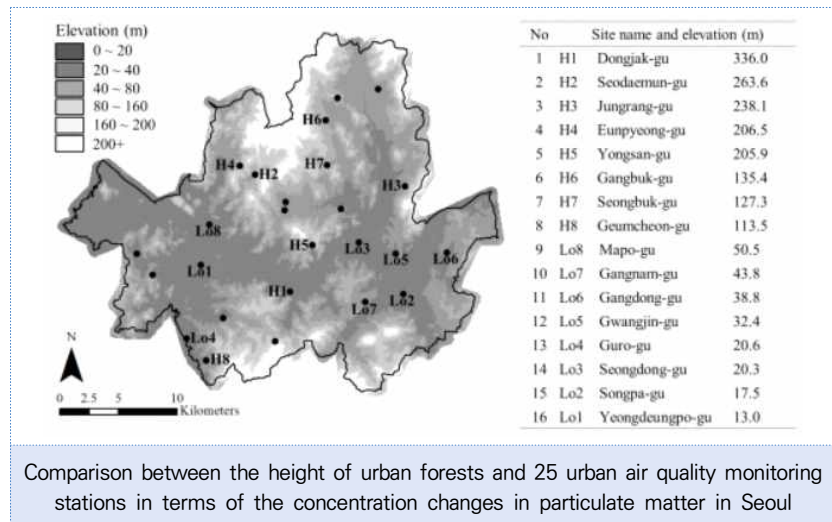 Elevation (m)
0 ~ 20
20 ~ 40
40 ~ 80
80 ~ 160
160 ~ 200
200+
H6
H4
H2
H7
H3
Lo8
H5
Lo3
Lo5
Lo6
Lo1
H1
Lo7
Lo2
Lo4
H8
N
0 2.5 5 10
Kilometers
No Site name and elevation (m)
1 H1 Dongjak-gu 336.0
2 H2 Seodaemun-gu 263.6
3 H3 Jungrang-gu 238.1
4 H4 Eunpyeong-gu 206.5
5 H5 Yongsan-gu 205.9
6 H6 Gangbuk-gu 135.4
7 H7 Seongbuk-gu 127.3
8 H8 Geumcheon-gu 113.5
9 Lo8 Mapo-gu 50.5
10 Lo7 Gangnam-gu 43.8
11 Lo6 Gangdong-gu 38.8
12 Lo5 Gwangjin-gu 32.4
13 Lo4 Guro-gu 20.6
14 Lo3 Seongdong-gu 20.3
15 Lo2 Songpa-gu 17.5
16 Lo1 Yeongdeungpo-gu 13.0
Comparison between the height of urban forests and 25 urban air quality monitoring
stations in terms of the concentration changes in particulate matter in Seoul